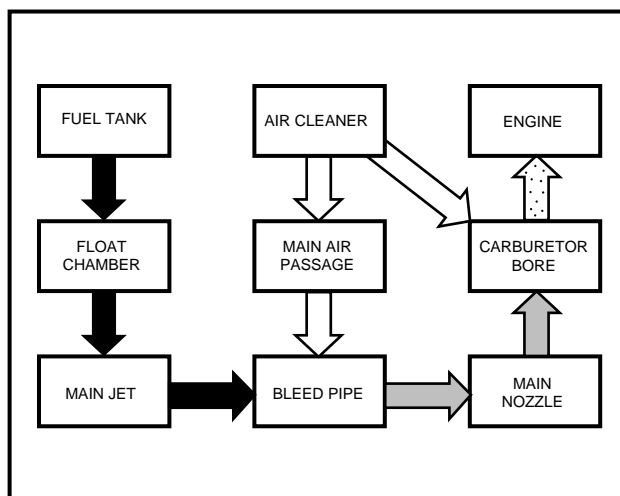 FUEL TANK
AIR CLEANER
ENGINE
FLOAT
CHAMBER
MAIN AIR
PASSAGE
CARBURETOR
BORE
MAIN JET
BLEED PIPE
MAIN
NOZZLE